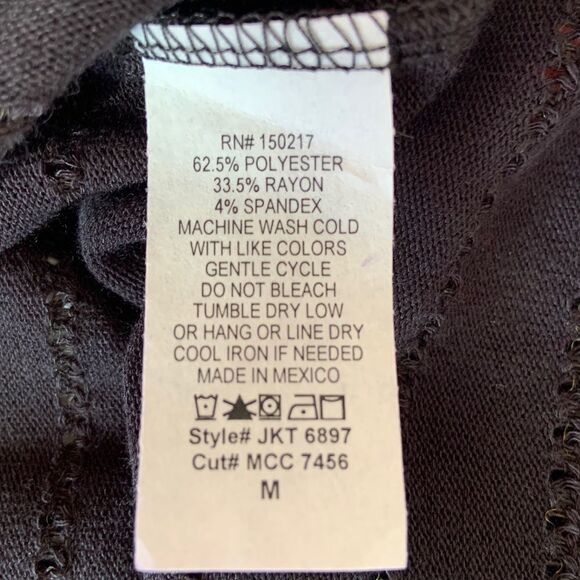 RN# 150217
62.5% POLYESTER
33.5% RAYON
4% SPANDEX
MACHINE WASH COLD
WITH LIKE COLORS
GENTLE CYCLE
DO NOT BLEACH
TUMBLE DRY LOW
OR HANG OR LINE DRY
COOL IRON IF NEEDED
MADE IN MEXICO
Style# JKT 6897
Cut# MCC 7456
M